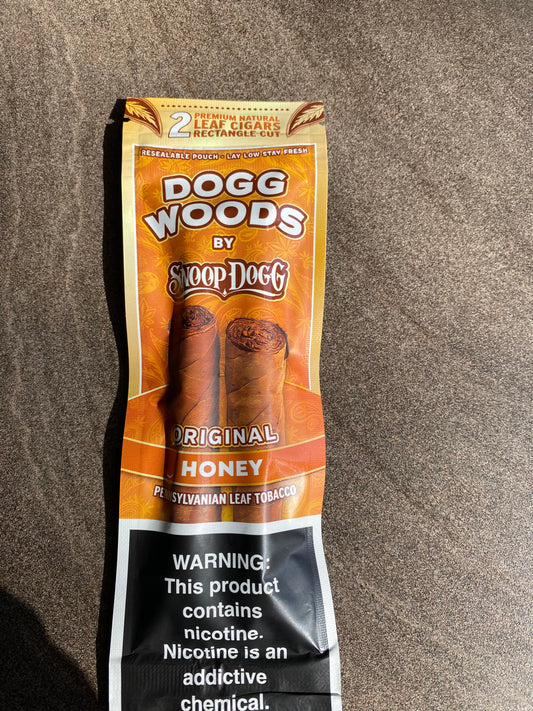 2 PREMIUM NATURAL
LEAF CIGARS
RECTANGLE CUT
RESEALABLE POUCH · LAY LOW STAY FRESH
DOGG
WOODS
BY
SNOOP DOGG
ORIGINAL
HONEY
PENNSYLVANIAN LEAF TOBACCO
WARNING:
This product
contains
nicotine.
Nicotine is an
addictive
chemical.